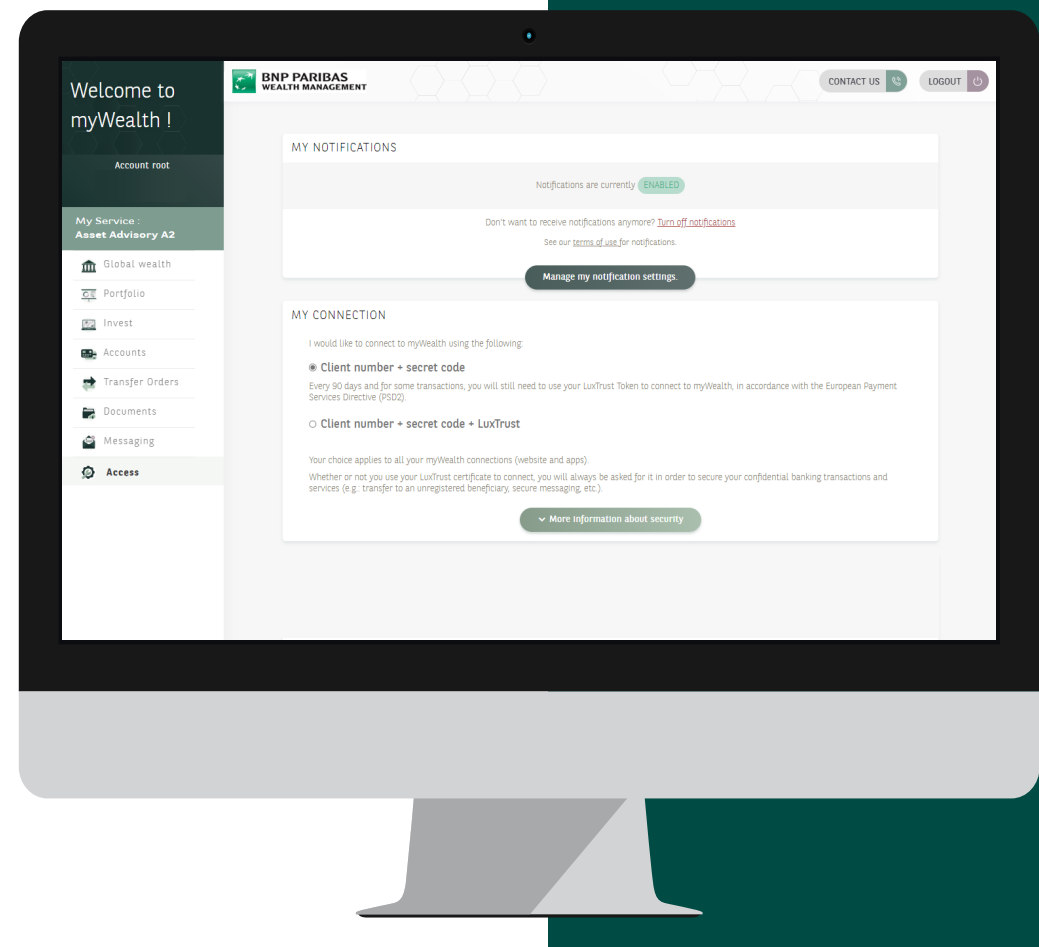 Welcome to
myWealth !
Account root
My Service :
Asset Advisory A2
Global wealth
Portfolio
Invest
Accounts
Transfer Orders
Documents
Messaging
Access
BNP PARIBAS
WEALTH MANAGEMENT
CONTACT US
LOGOUT
MY NOTIFICATIONS
Notifications are currently ENABLED
Don't want to receive notifications anymore? Turn off notifications
See our terms of use for notifications.
Manage my notification settings.
MY CONNECTION
I would like to connect to myWealth using the following:
Client number + secret code
Every 90 days and for some transactions, you will still need to use your LuxTrust Token to connect to myWealth, in accordance with the European Payment
Services Directive (PSD2).
Client number + secret code + LuxTrust
Your choice applies to all your myWealth connections (website and apps).
Whether or not you use your LuxTrust certificate to connect, you will always be asked for it in order to secure your confidential banking transactions and
services (e.g.: transfer to an unregistered beneficiary, secure messaging, etc.).
More information about security